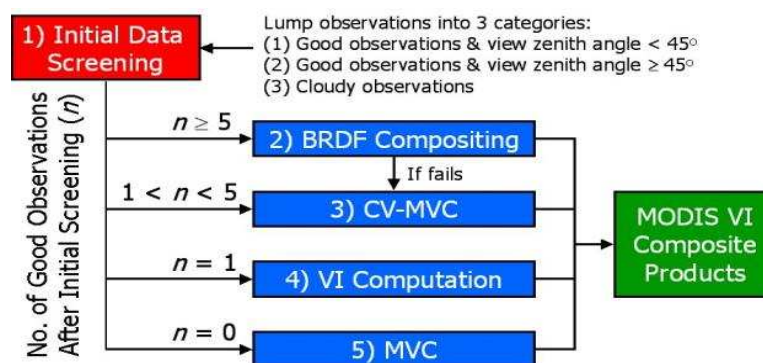 1) Initial Data
Screening
Lump observations into 3 categories:
(1) Good observations & view zenith angle < 45°
(2) Good observations & view zenith angle ≥ 45°
(3) Cloudy observations
No. of Good Observations
After Initial Screening (n)
n ≥ 5
2) BRDF Compositing
If fails
1 < n < 5
3) CV-MVC
n = 1
4) VI Computation
n = 0
5) MVC
MODIS VI
Composite
Products